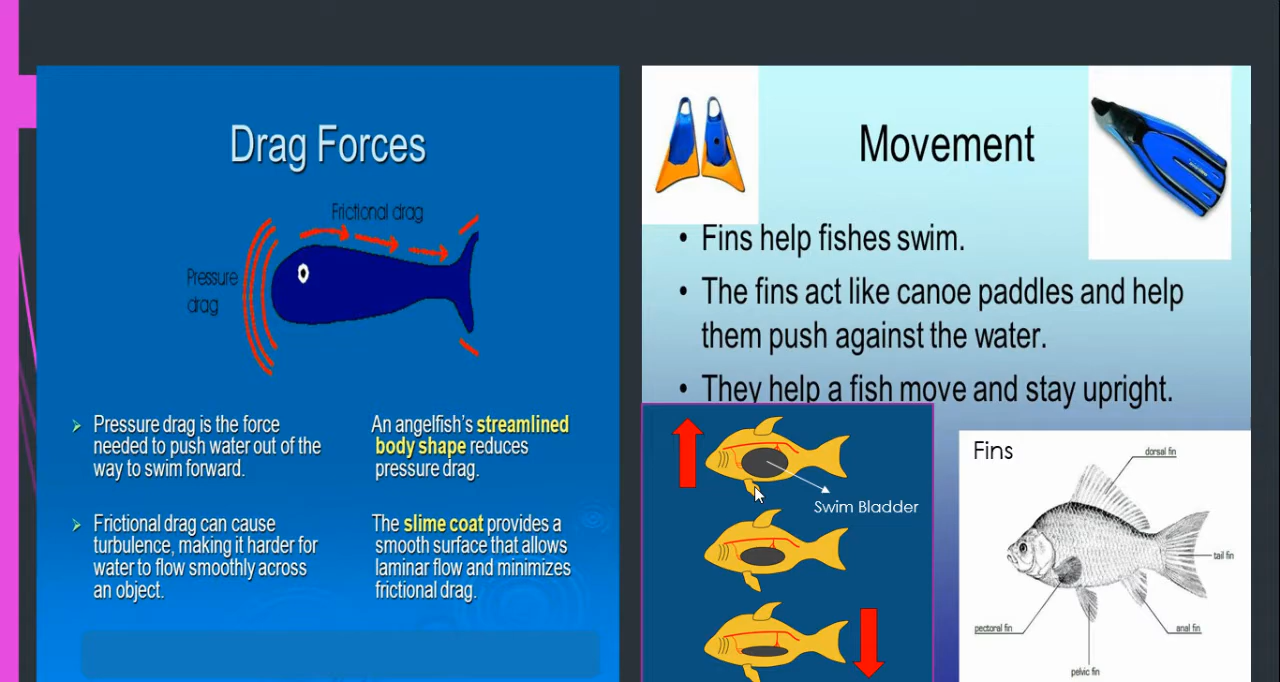 Drag Forces
Frictional drag
Pressure
drag
➢ Pressure drag is the force
needed to push water out of the
way to swim forward.
An angelfish's streamlined
body shape reduces
pressure drag.
➢ Frictional drag can cause
turbulence, making it harder for
water to flow smoothly across
an object.
The slime coat provides a
smooth surface that allows
laminar flow and minimizes
frictional drag.
Movement
• Fins help fishes swim.
• The fins act like canoe paddles and help
them push against the water.
• They help a fish move and stay upright.
Swim Bladder
Fins
dorsal fin
tail fin
pectoral fin
anal fin
pelvic fin